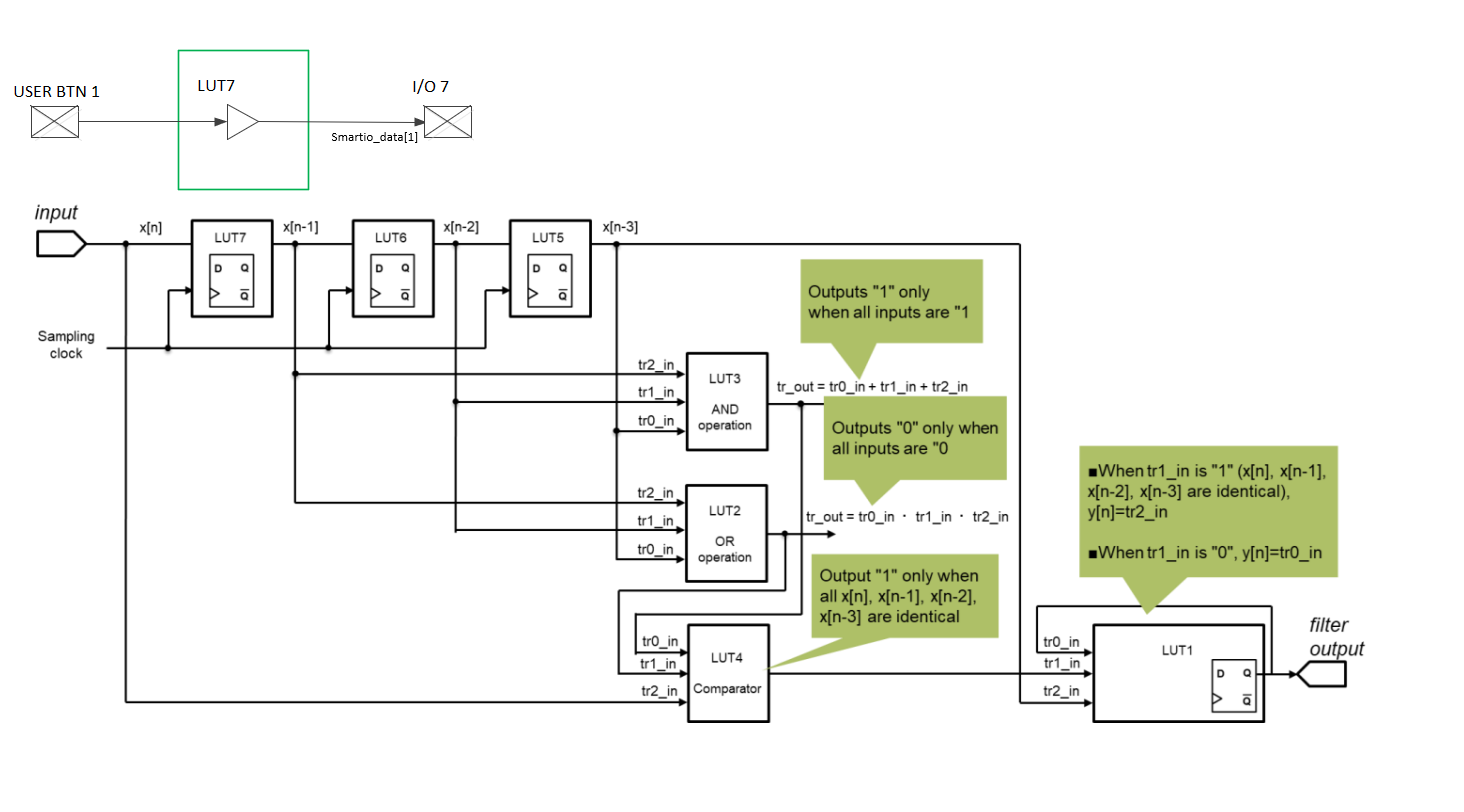 USER BTN 1
LUT7
I/O 7
Smartio_data[1]
input
x[n]
LUT7
D Q
Q
x[n-1]
LUT6
D Q
Q
x[n-2]
LUT5
D Q
Q
x[n-3]
Sampling
clock
Outputs "1" only
when all inputs are "1
tr2_in
tr1_in
tr0_in
LUT3
AND
operation
tr_out = tr0_in + tr1_in + tr2_in
Outputs "0" only when
all inputs are "0
tr2_in
tr1_in
tr0_in
LUT2
OR
operation
tr_out = tr0_in · tr1_in · tr2_in
Output "1" only when
all x[n], x[n-1], x[n-2],
x[n-3] are identical
tr0_in
tr1_in
tr2_in
LUT4
Comparator
■When tr1_in is "1" (x[n], x[n-1],
x[n-2], x[n-3] are identical),
y[n]=tr2_in
■When tr1_in is "0", y[n]=tr0_in
tr0_in
tr1_in
tr2_in
LUT1
D Q
Q
filter
output